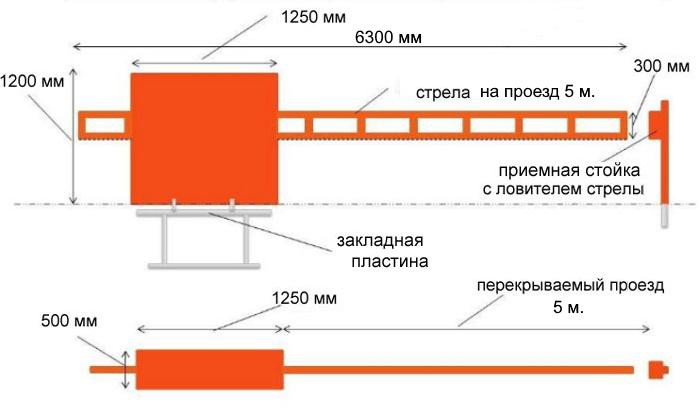 1250 мм
6300 мм
1200 мм
300 мм
стрела на проезд 5 м.
приемная стойка
с ловителем стрелы
закладная
пластина
перекрываемый проезд
5 м.
1250 мм
500 мм